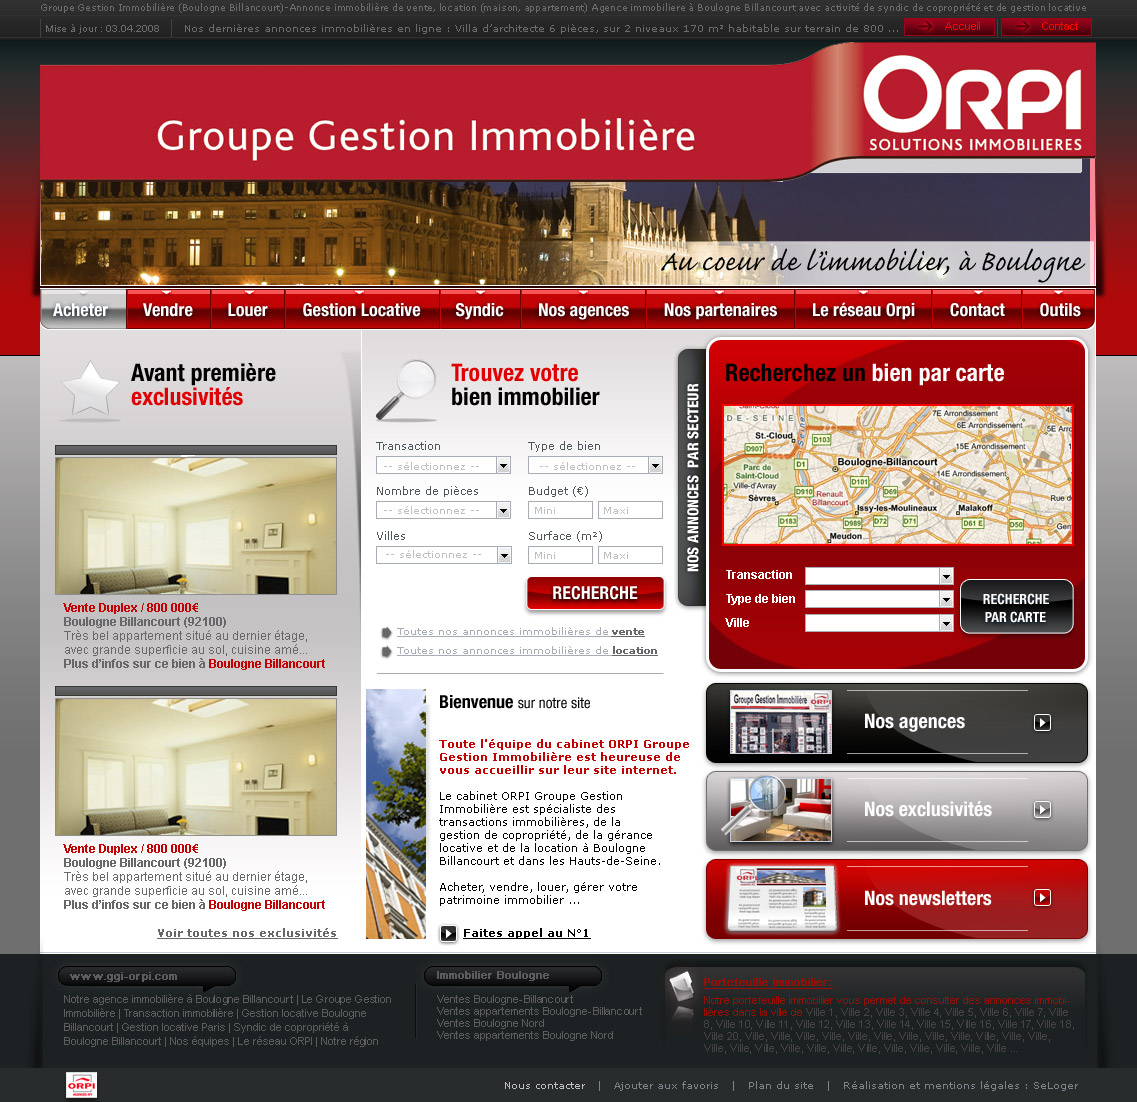 Groupe Gestion Immobilière (Boulogne Billancourt)-Annonce immobilière de vente, location (maison, appartement) Agence immobiliere à Boulogne Billancourt avec activité de syndic de copropriété et de gestion locative
Mise à jour : 03.04.2008
Nos dernières annonces immobilières en ligne : Villa d'architecte 6 pièces, sur 2 niveaux 170 m² habitable sur terrain de 800 ...
Accueil
Contact
Groupe Gestion Immobilière
ORPI
SOLUTIONS IMMOBILIERES
Au coeur de l'immobilier, à Boulogne
Acheter Vendre Louer Gestion Locative Syndic Nos agences Nos partenaires Le réseau Orpi Contact Outils
Avant première
exclusivités
Vente Duplex / 800 000€
Boulogne Billancourt (92100)
Très bel appartement situé au dernier étage,
avec grande superficie au sol, cuisine amé...
Plus d'infos sur ce bien à Boulogne Billancourt
Vente Duplex / 800 000€
Boulogne Billancourt (92100)
Très bel appartement situé au dernier étage,
avec grande superficie au sol, cuisine amé...
Plus d'infos sur ce bien à Boulogne Billancourt
Voir toutes nos exclusivités
Trouvez votre
bien immobilier
Transaction
-- sélectionnez --
Type de bien
-- sélectionnez --
Nombre de pièces
-- sélectionnez --
Budget (€)
Mini
Maxi
Villes
-- sélectionnez --
Surface (m²)
Mini
Maxi
RECHERCHE
Toutes nos annonces immobilières de vente
Toutes nos annonces immobilières de location
Bienvenue sur notre site
Toute l'équipe du cabinet ORPI Groupe
Gestion Immobilière est heureuse de
vous accueillir sur leur site internet.
Le cabinet ORPI Groupe Gestion
Immobilière est spécialiste des
transactions immobilières, de la
gestion de copropriété, de la gérance
locative et de la location à Boulogne
Billancourt et dans les Hauts-de-Seine.
Acheter, vendre, louer, gérer votre
patrimoine immobilier ...
Faites appel au N°1
NOS ANNONCES PAR SECTEUR
Recherchez un bien par carte
DE-SEINE
7E Arrondissement
6E Arrondissement
St.-Cloud
Seine
D103
15E Arrondissement
D907
Parc de
Saint-Cloud
D1
Boulogne-Billancourt
14E Arrondissement
Ville-d'Avray
D101
Sèvres
D910
Renault
Billancourt
D69
Rue d
Issy-les-Moulineaux
Malakoff
D183
D989
D72
D71
D61 E
D50
Gen
Meudon
Transaction
Type de bien
Ville
RECHERCHE
PAR CARTE
Groupe Gestion Immobilière
ORPI
Nos agences
Nos exclusivités
ORPI
Nos newsletters
www.ggi-orpi.com
Notre agence immobilière à Boulogne Billancourt | Le Groupe Gestion
Immobilière | Transaction immobilière | Gestion locative Boulogne
Billancourt | Gestion locative Paris | Syndic de copropriété à
Boulogne Billancourt | Nos équipes | Le réseau ORPI | Notre région
Immobilier Boulogne
Ventes Boulogne-Billancourt
Ventes appartements Boulogne-Billancourt
Ventes Boulogne Nord
Ventes appartements Boulogne Nord
Portefeuille immobilier:
Notre portefeuille immobilier vous permet de consulter des annonces immobi-
lières dans la villa de Ville 1, Ville 2, Ville 3, Ville 4, Ville 5, Ville 6, Ville 7, Ville
8, Ville 10, Ville 11, Ville 12, Ville 13, Ville 14, Ville 15, Ville 16, Ville 17, Ville 18,
Ville 20, Ville, Ville, Ville, Ville, Ville, Ville, Ville, Ville, Ville, Ville, Ville, Ville,
Ville, Ville, Ville, Ville, Ville, Ville, Ville, Ville, Ville, Ville, Ville, Ville ...
ORPI
Nous contacter | Ajouter aux favoris | Plan du site | Réalisation et mentions légales : SeLoger